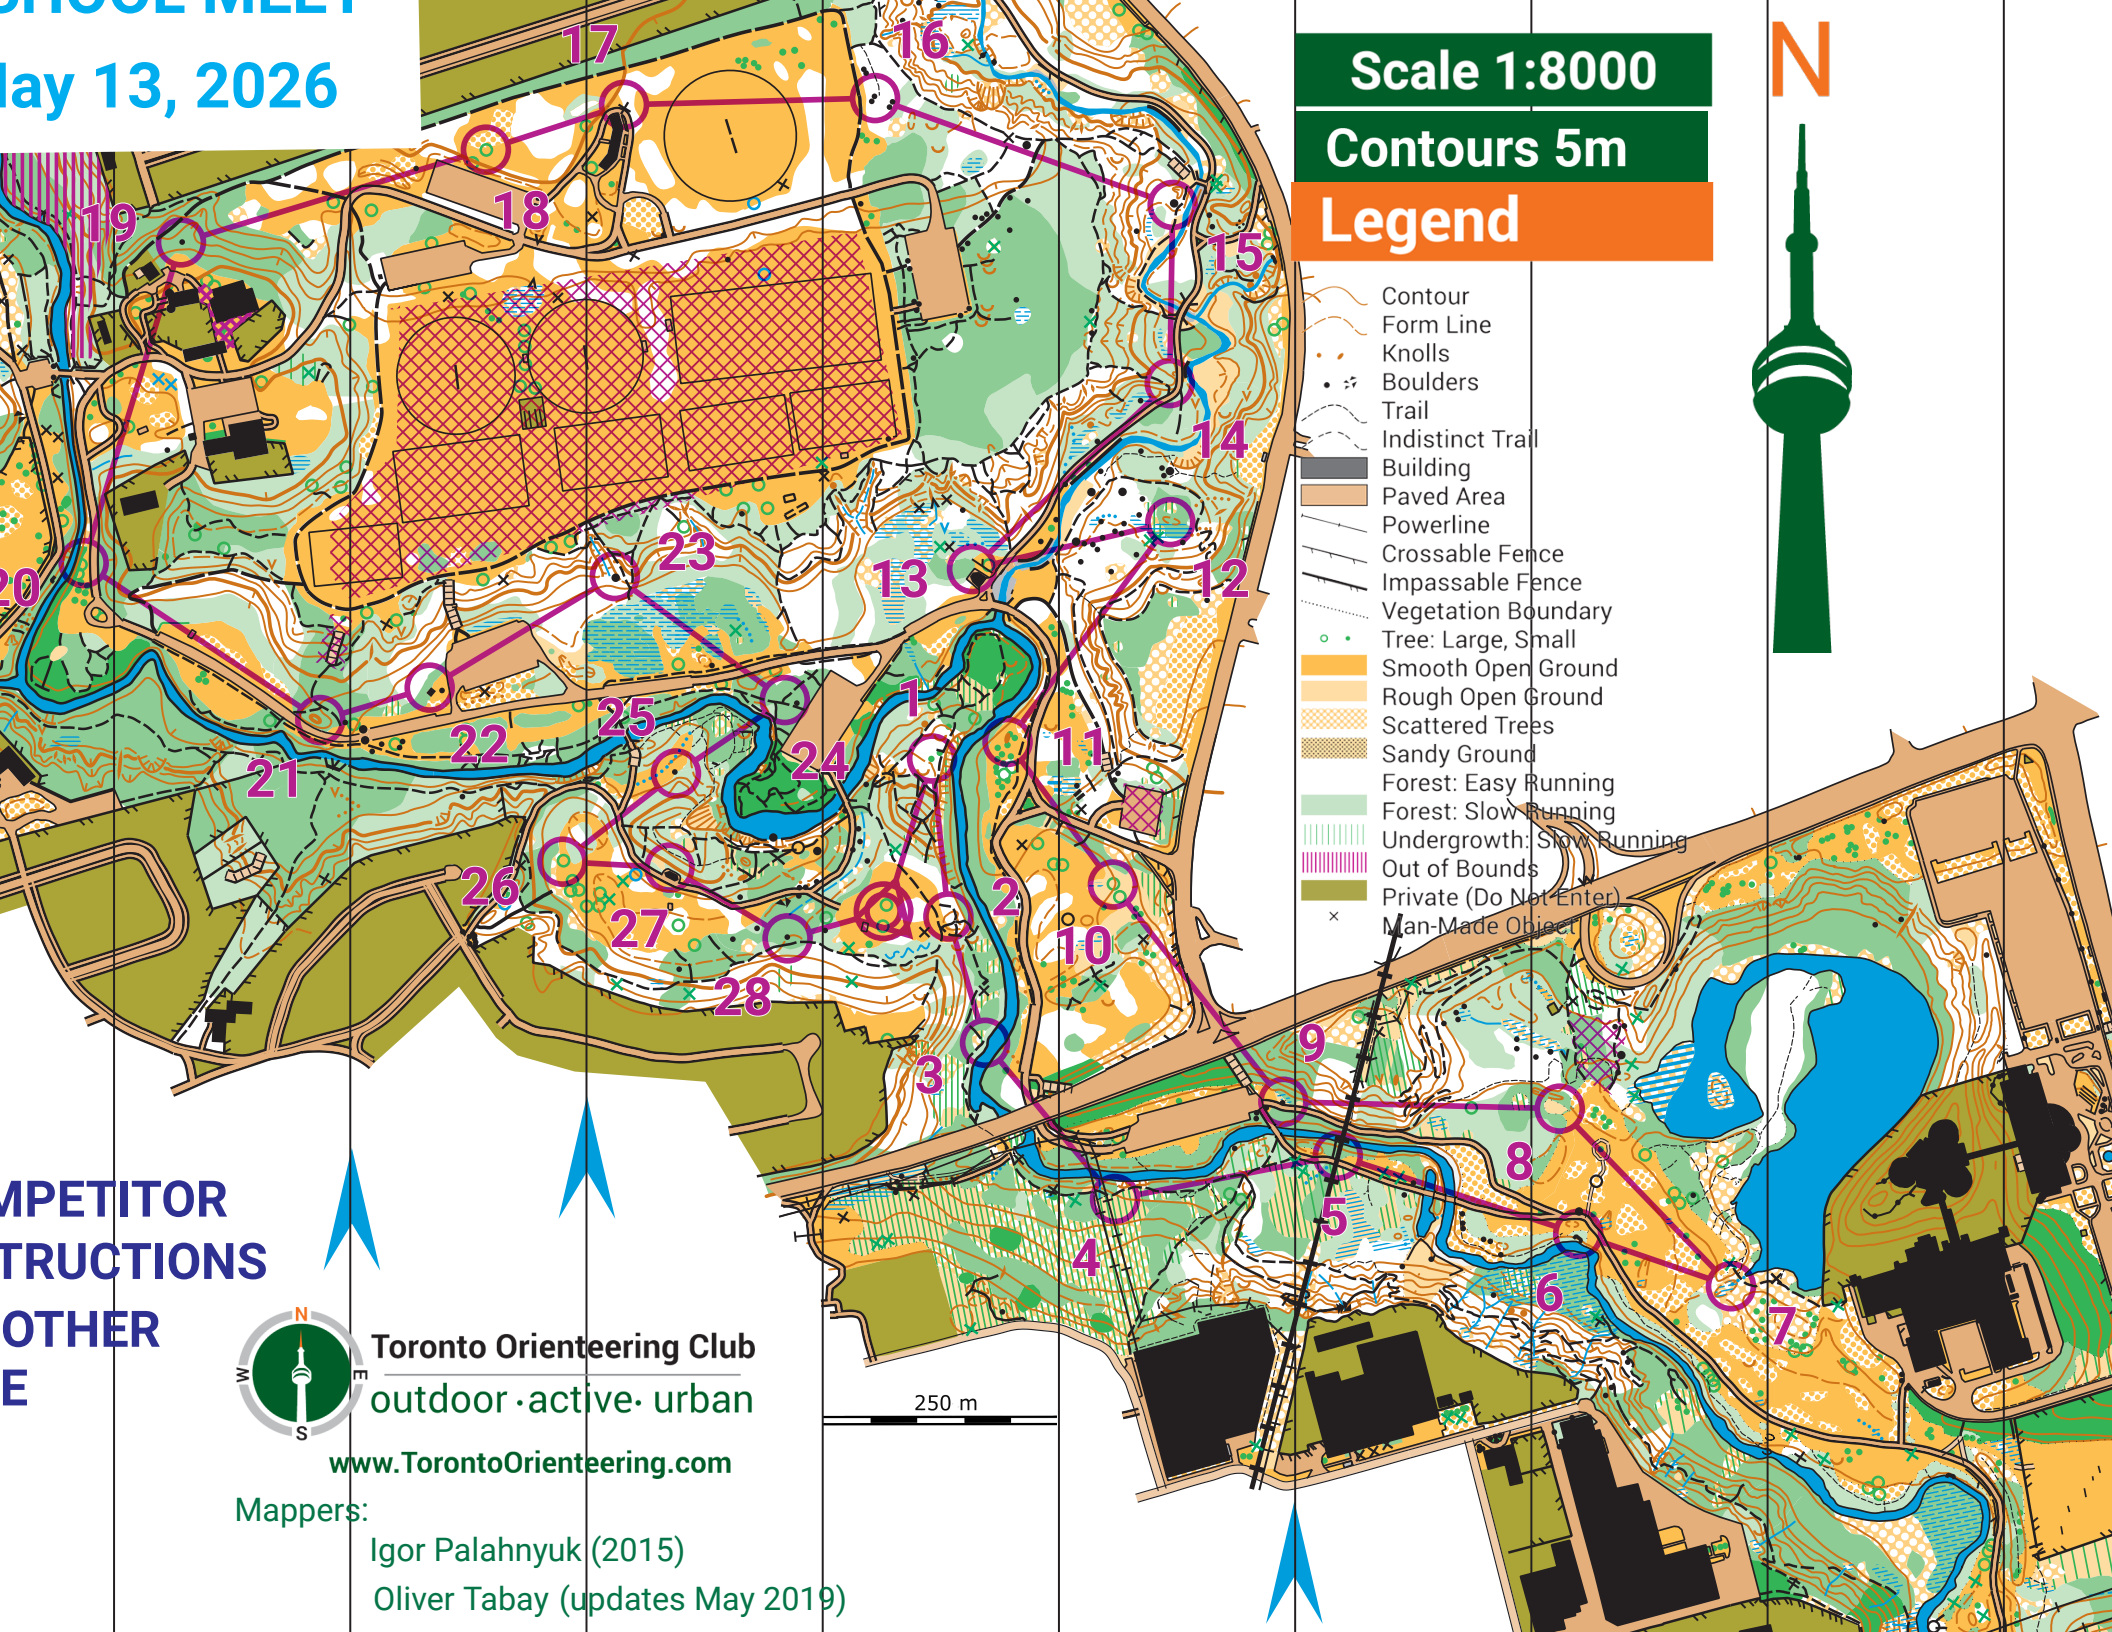 SCHOOL MEET
May 13, 2026
Scale 1:8000
Contours 5m
Legend
N
Contour
Form Line
Knolls
Boulders
Trail
Indistinct Trail
Building
Paved Area
Powerline
Crossable Fence
Impassable Fence
Vegetation Boundary
Tree: Large, Small
Smooth Open Ground
Rough Open Ground
Scattered Trees
Sandy Ground
Forest: Easy Running
Forest: Slow Running
Undergrowth: Slow Running
Out of Bounds
Private (Do Not Enter)
Man-Made Object
17
16
18
19
15
14
20
23
13
12
1
25
22
24
11
21
26
27
2
10
28
3
9
8
4
5
6
7
MPETITOR
TRUCTIONS
OTHER
E
N
W
E
S
Toronto Orienteering Club
outdoor · active · urban
www.TorontoOrienteering.com
250 m
Mappers:
Igor Palahnyuk (2015)
Oliver Tabay (updates May 2019)